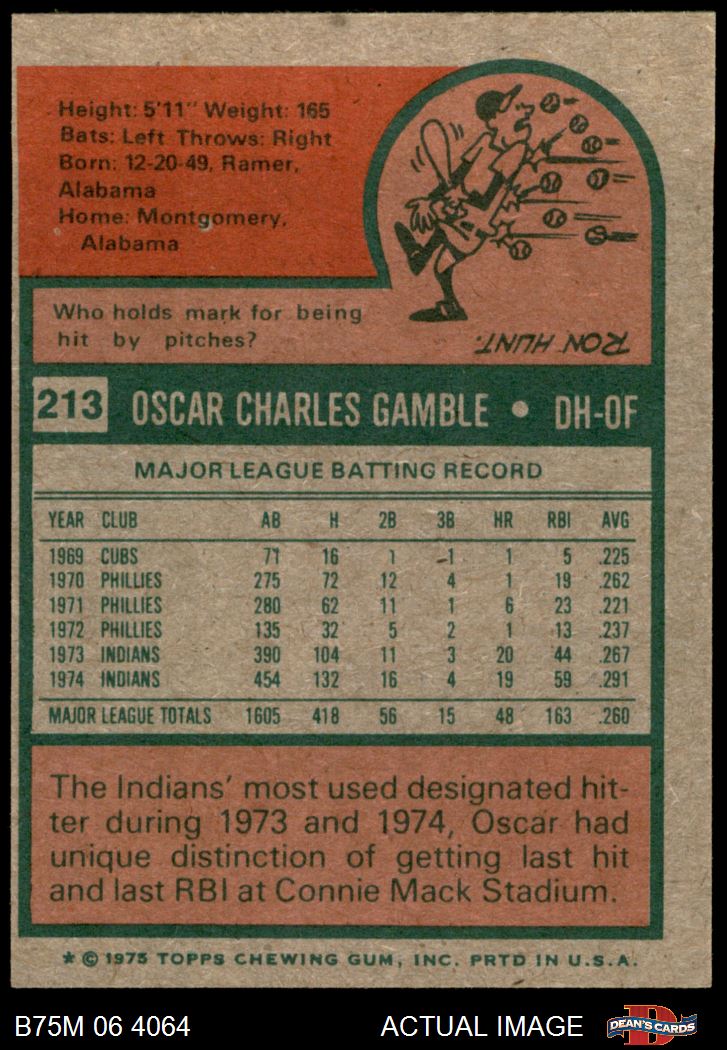 Height: 5'11" Weight: 165
Bats: Left Throws: Right
Born: 12-20-49, Ramer,
Alabama
Home: Montgomery,
Alabama
Who holds mark for being
hit by pitches?
RON HUNT.
213 OSCAR CHARLES GAMBLE • DH-OF
MAJOR LEAGUE BATTING RECORD
YEAR CLUB AB H 2B 3B HR RBI AVG
1969 CUBS 71 16 1 1 1 5 .225
1970 PHILLIES 275 72 12 4 1 19 .262
1971 PHILLIES 280 62 11 1 6 23 .221
1972 PHILLIES 135 32 5 2 1 13 .237
1973 INDIANS 390 104 11 3 20 44 .267
1974 INDIANS 454 132 16 4 19 59 .291
MAJOR LEAGUE TOTALS 1605 418 56 15 48 163 .260
The Indians' most used designated hit-
ter during 1973 and 1974, Oscar had
unique distinction of getting last hit
and last RBI at Connie Mack Stadium.
* © 1975 TOPPS CHEWING GUM, INC. PRTD IN U.S.A.
B75M 06 4064 ACTUAL IMAGE DEAN'S CARDS